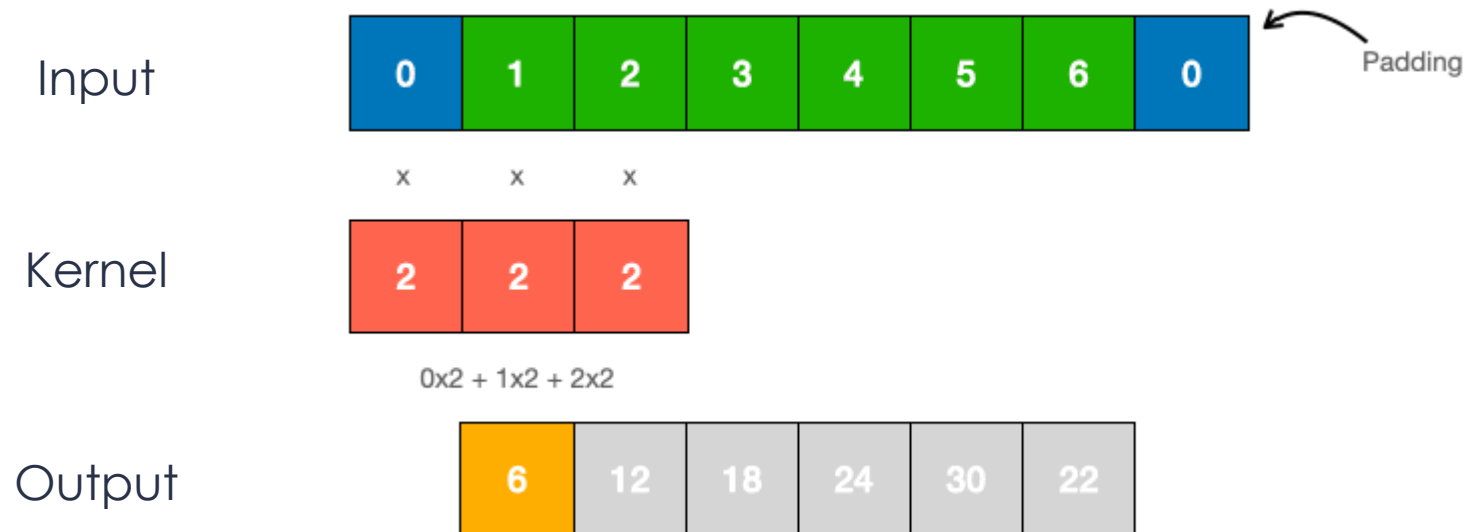 Input
0 1 2 3 4 5 6 0
Padding
x x x
Kernel
2 2 2
0x2 + 1x2 + 2x2
Output
6 12 18 24 30 22